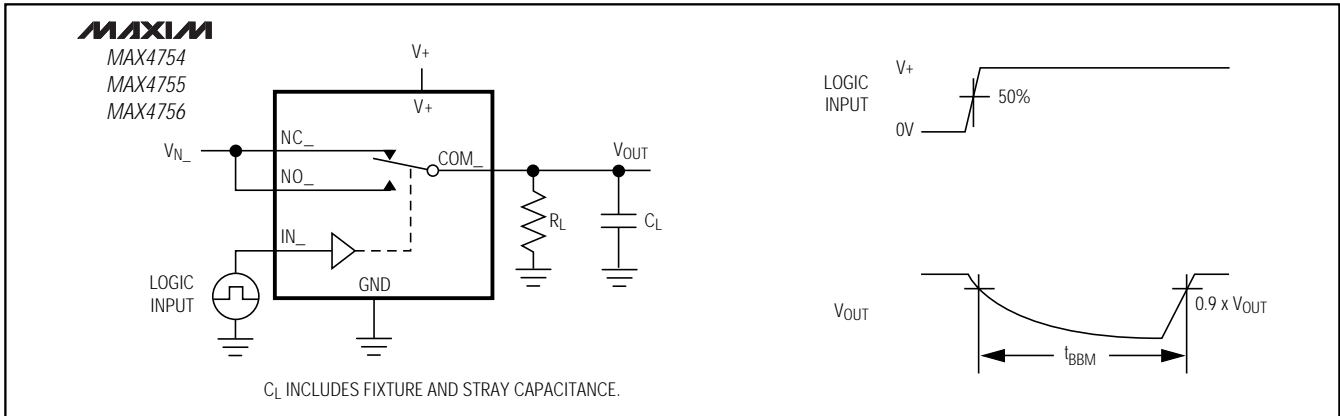 MAXIM
MAX4754
MAX4755
MAX4756
V+
V+
NC_
VN_
COM_
VOUT
NO_
RL
CL
IN_
LOGIC
INPUT
GND
CL INCLUDES FIXTURE AND STRAY CAPACITANCE.
V+
LOGIC
INPUT
50%
0V
VOUT
0.9 x VOUT
tBBM